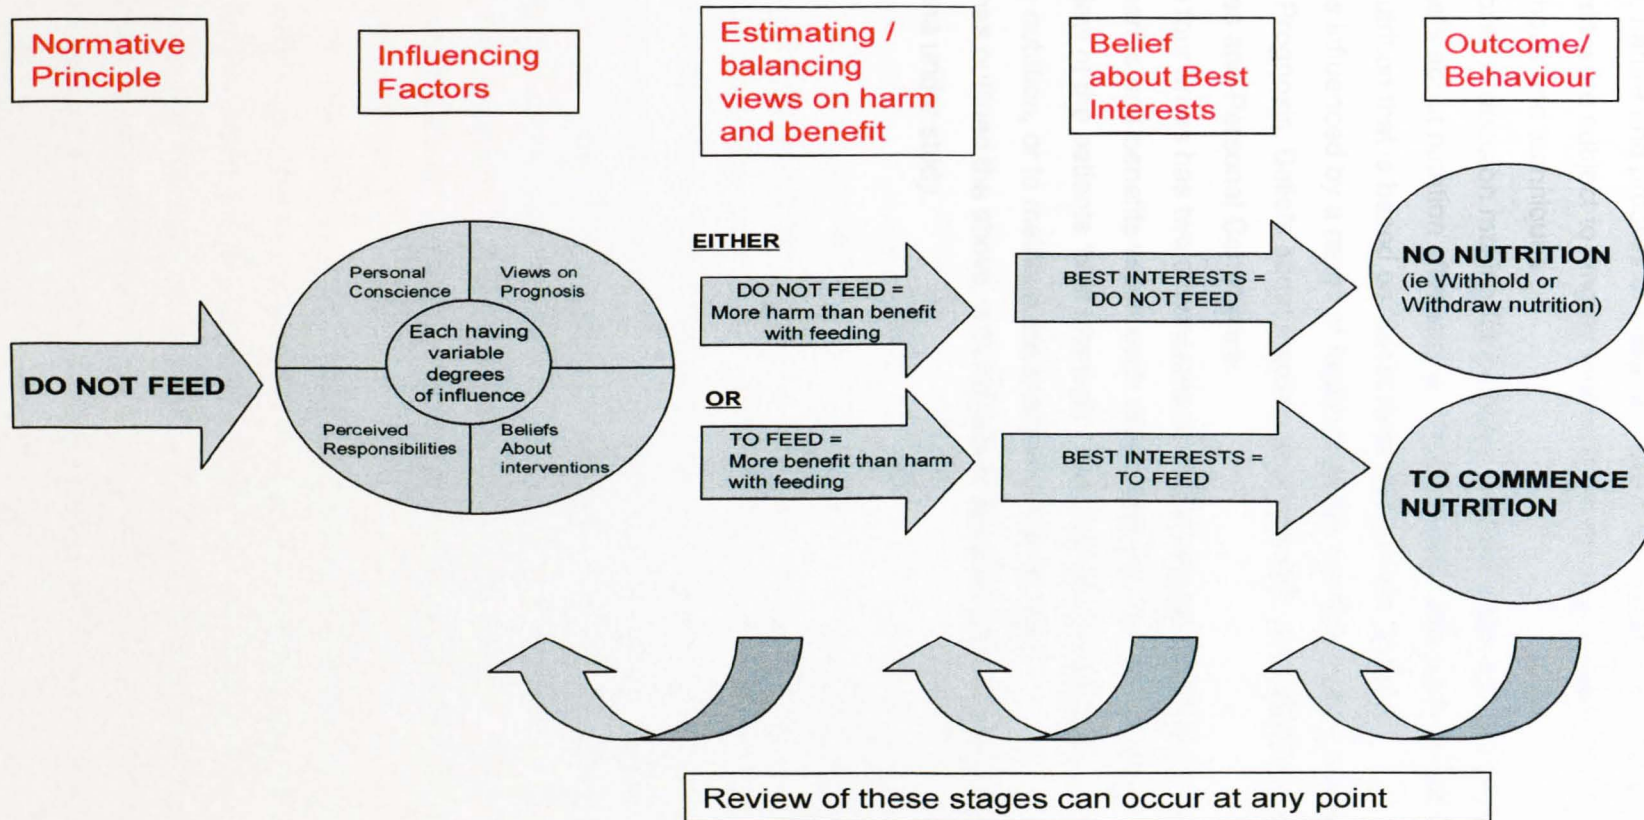 Normative
Principle
Influencing
Factors
Estimating /
balancing
views on harm
and benefit
Belief
about Best
Interests
Outcome/
Behaviour
DO NOT FEED
Personal
Conscience
Views on
Prognosis
Each having
variable
degrees
of influence
Perceived
Responsibilities
Beliefs
About
interventions
EITHER
DO NOT FEED =
More harm than benefit
with feeding
OR
TO FEED =
More benefit than harm
with feeding
BEST INTERESTS =
DO NOT FEED
BEST INTERESTS =
TO FEED
NO NUTRITION
(ie Withhold or
Withdraw nutrition)
TO COMMENCE
NUTRITION
Review of these stages can occur at any point